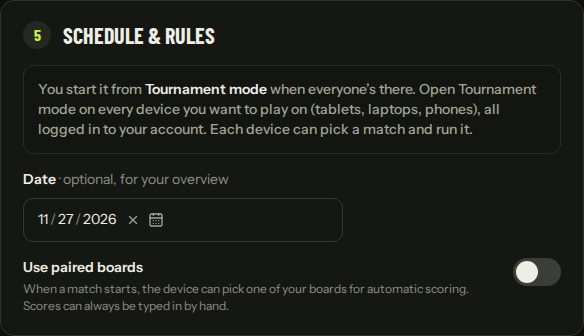 5 SCHEDULE & RULES
You start it from Tournament mode when everyone's there. Open Tournament
mode on every device you want to play on (tablets, laptops, phones), all
logged in to your account. Each device can pick a match and run it.
Date · optional, for your overview
11 / 27 / 2026
Use paired boards
When a match starts, the device can pick one of your boards for automatic scoring.
Scores can always be typed in by hand.